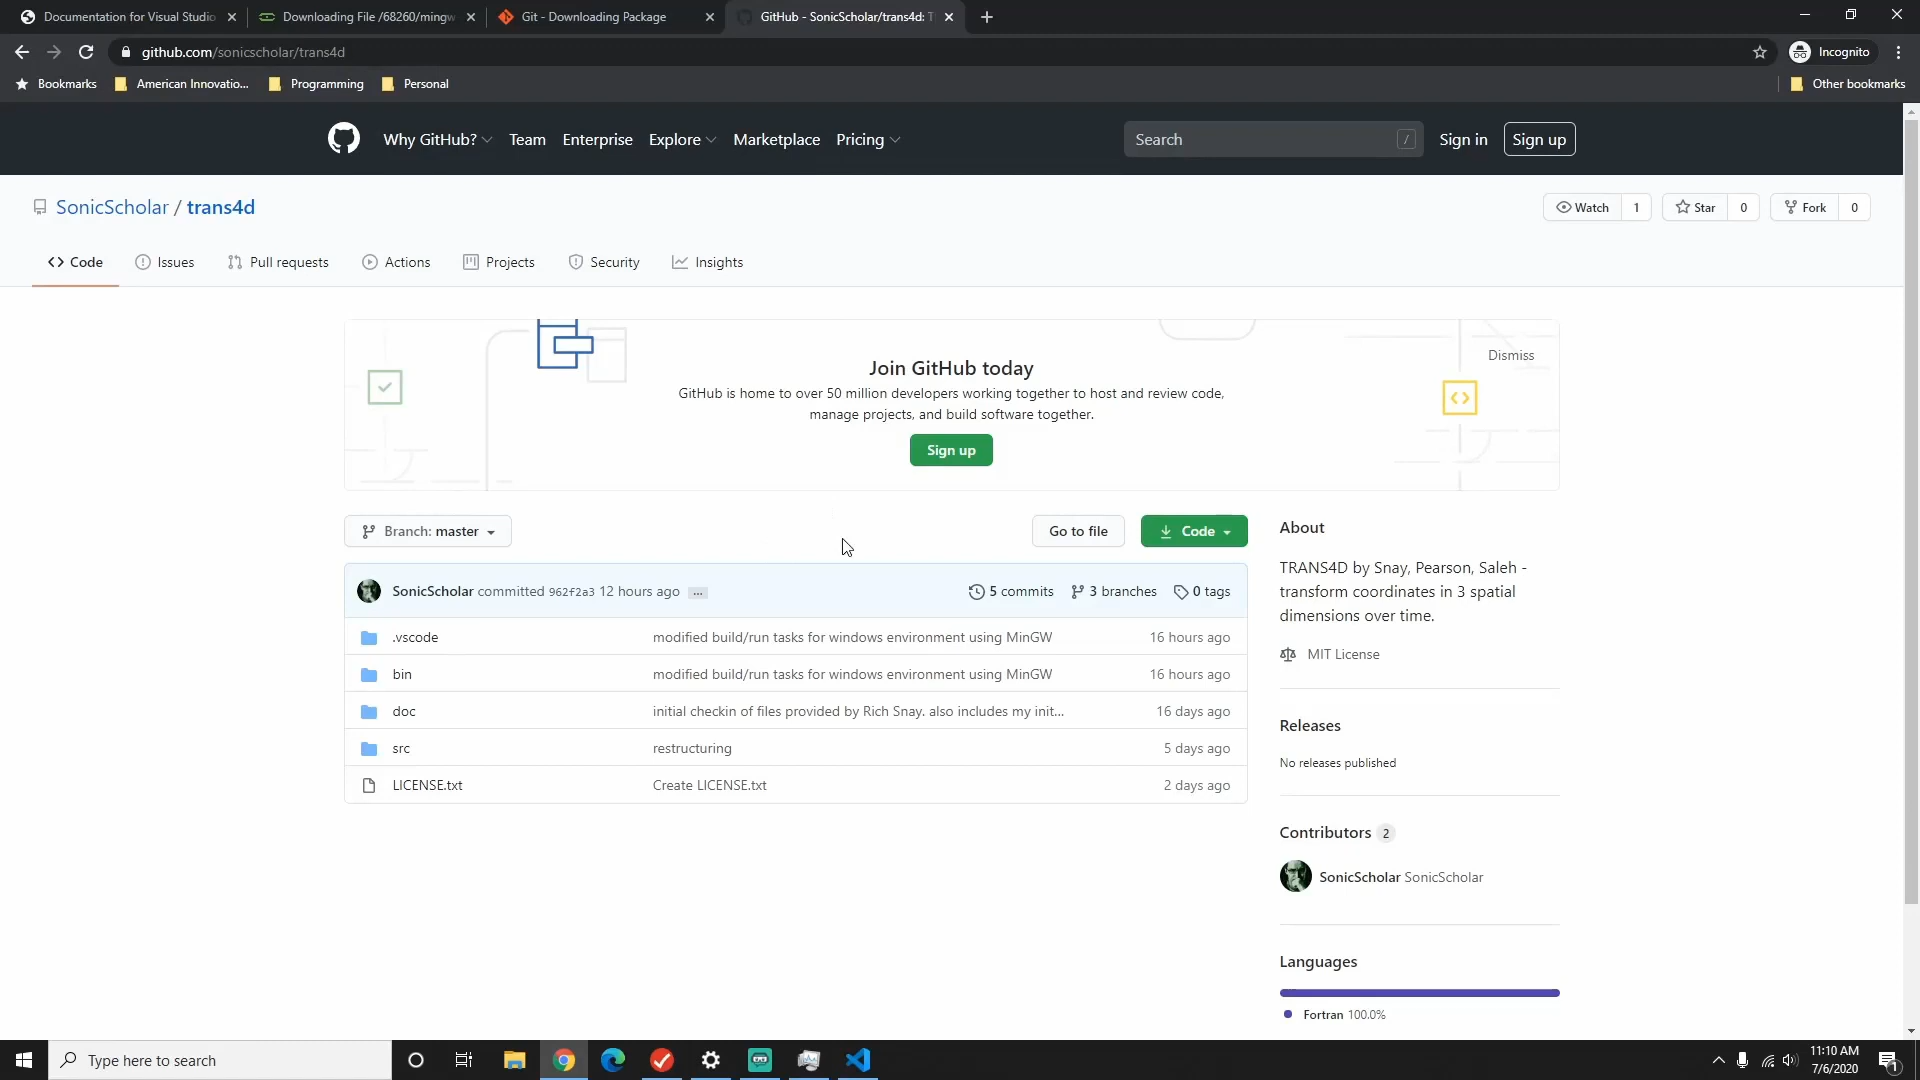 Documentation for Visual Studio
Downloading File /68260/mingw
Git - Downloading Package
GitHub - SonicScholar/trans4d: T
github.com/sonicscholar/trans4d
Incognito
Bookmarks
American Innovatio...
Programming
Personal
Other bookmarks
Why GitHub?
Team
Enterprise
Explore
Marketplace
Pricing
Search
/
Sign in
Sign up
SonicScholar / trans4d
Watch 1
Star 0
Fork 0
Code
Issues
Pull requests
Actions
Projects
Security
Insights
Join GitHub today
Dismiss
GitHub is home to over 50 million developers working together to host and review code,
manage projects, and build software together.
Sign up
Branch: master
Go to file
Code
SonicScholar committed 962f2a3 12 hours ago ...
5 commits
3 branches
0 tags
.vscode modified build/run tasks for windows environment using MinGW 16 hours ago
bin modified build/run tasks for windows environment using MinGW 16 hours ago
doc initial checkin of files provided by Rich Snay. also includes my init... 16 days ago
src restructuring 5 days ago
LICENSE.txt Create LICENSE.txt 2 days ago
About
TRANS4D by Snay, Pearson, Saleh -
transform coordinates in 3 spatial
dimensions over time.
MIT License
Releases
No releases published
Contributors 2
SonicScholar SonicScholar
Languages
Fortran 100.0%
Type here to search
11:10 AM
7/6/2020
1